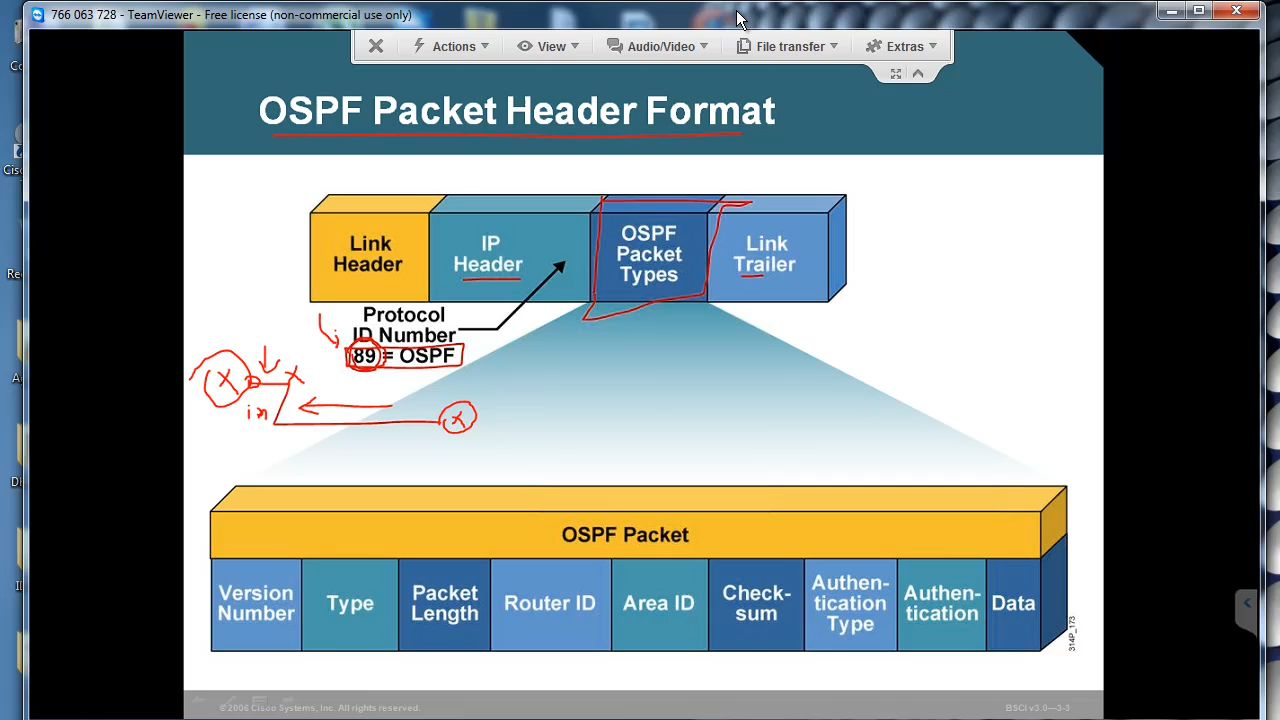 766 063 728 - TeamViewer - Free license (non-commercial use only)
Actions
View
Audio/Video
File transfer
Extras
OSPF Packet Header Format
Link
Header
IP
Header
OSPF
Packet
Types
Link
Trailer
Protocol
ID Number
89 = OSPF
X
X
in
X
OSPF Packet
Version
Number
Type
Packet
Length
Router ID
Area ID
Check-
sum
Authen-
tication
Type
Authen-
tication
Data
314P_173
© 2006 Cisco Systems, Inc. All rights reserved.
BSCI v3.0—3-3